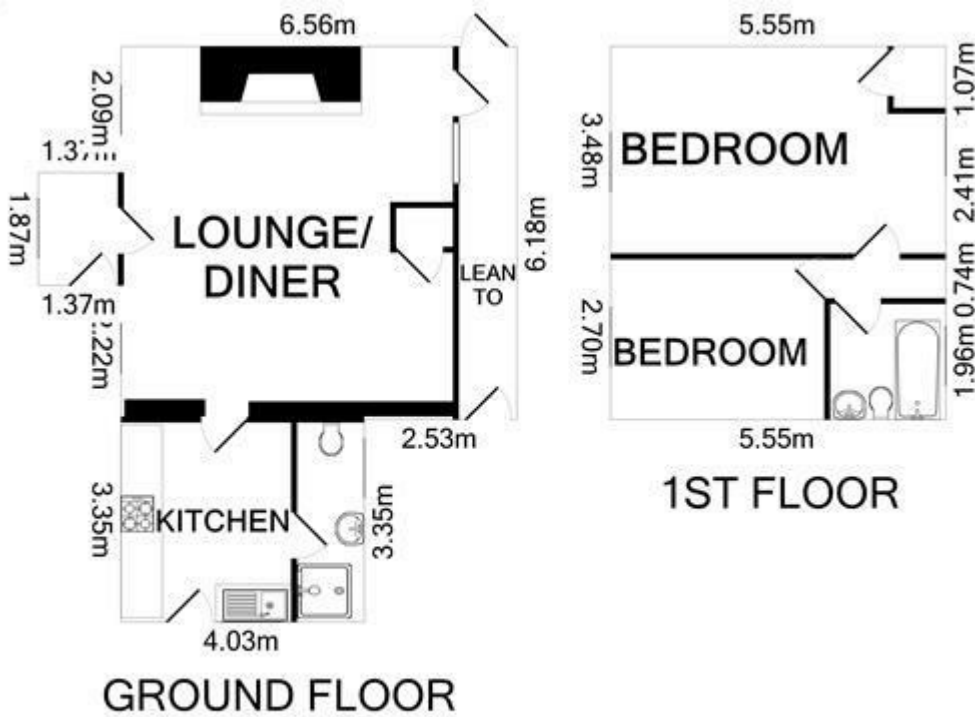 6.56m
5.55m
2.09m
1.07m
3.48m
BEDROOM
2.41m
1.87m
LOUNGE/
DINER
6.18m
LEAN
TO
0.74m
1.37m
2.70m
BEDROOM
1.96m
2.53m
5.55m
1ST FLOOR
3.35m
KITCHEN
3.35m
4.03m
GROUND FLOOR